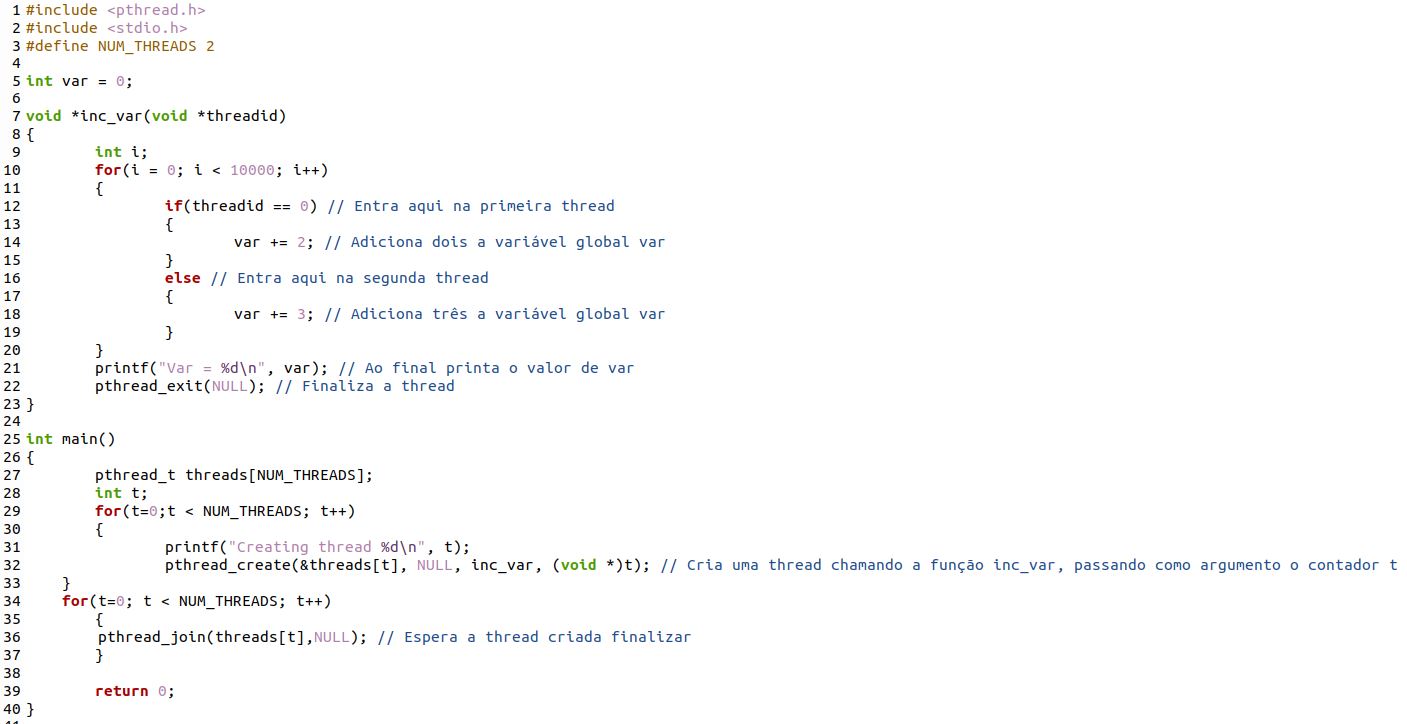 1 #include <pthread.h>
2 #include <stdio.h>
3 #define NUM_THREADS 2
4
5 int var = 0;
6
7 void *inc_var(void *threadid)
8 {
9 int i;
10 for(i = 0; i < 10000; i++)
11 {
12 if(threadid == 0) // Entra aqui na primeira thread
13 {
14 var += 2; // Adiciona dois a variável global var
15 }
16 else // Entra aqui na segunda thread
17 {
18 var += 3; // Adiciona três a variável global var
19 }
20 }
21 printf("Var = %d\n", var); // Ao final printa o valor de var
22 pthread_exit(NULL); // Finaliza a thread
23 }
24
25 int main()
26 {
27 pthread_t threads[NUM_THREADS];
28 int t;
29 for(t=0;t < NUM_THREADS; t++)
30 {
31 printf("Creating thread %d\n", t);
32 pthread_create(&threads[t], NULL, inc_var, (void *)t); // Cria uma thread chamando a função inc_var, passando como argumento o contador t
33 }
34 for(t=0; t < NUM_THREADS; t++)
35 {
36 pthread_join(threads[t],NULL); // Espera a thread criada finalizar
37 }
38
39 return 0;
40 }